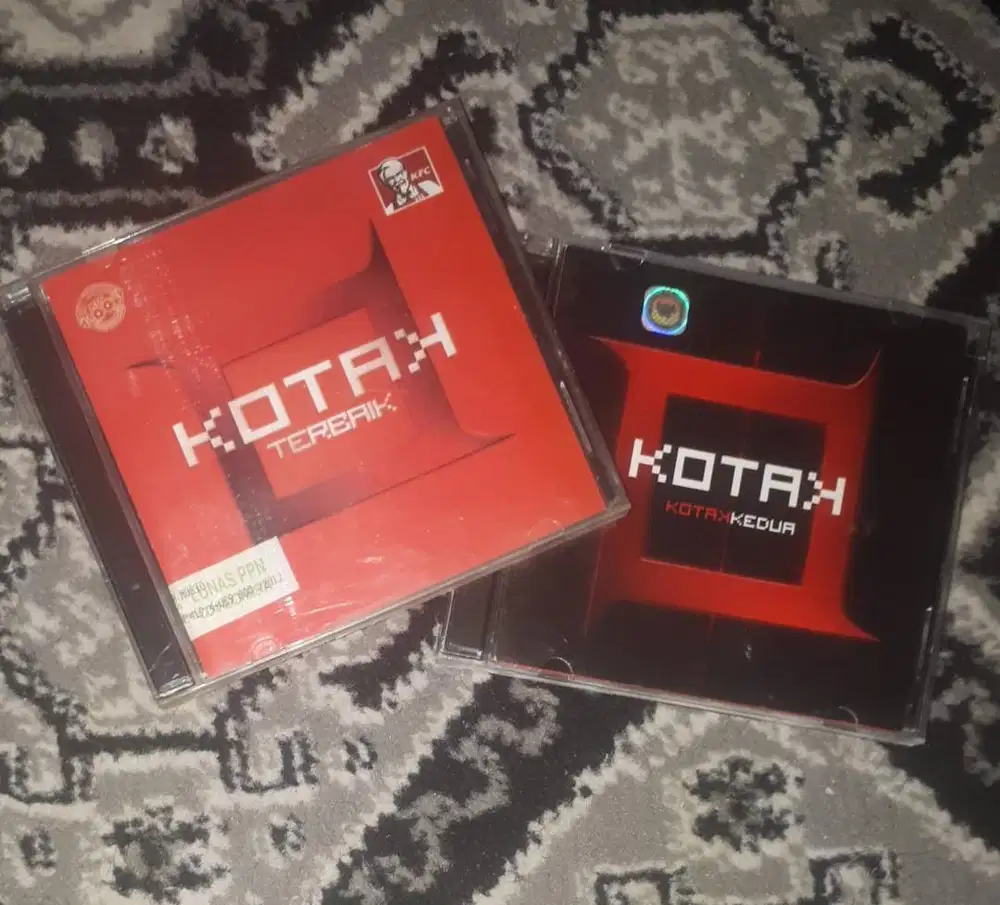 KFC
KOTAK
TERBAIK
LUNAS PPN
KOTAK
KOTAKKEDUA